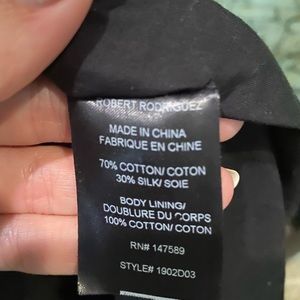 ROBERT RODRIGUEZ
MADE IN CHINA
FABRIQUE EN CHINE
70% COTTON/ COTON
30% SILK/ SOIE
BODY LINING/
DOUBLURE DU CORPS
100% COTTON/ COTON
RN# 147589
STYLE# 1902D03